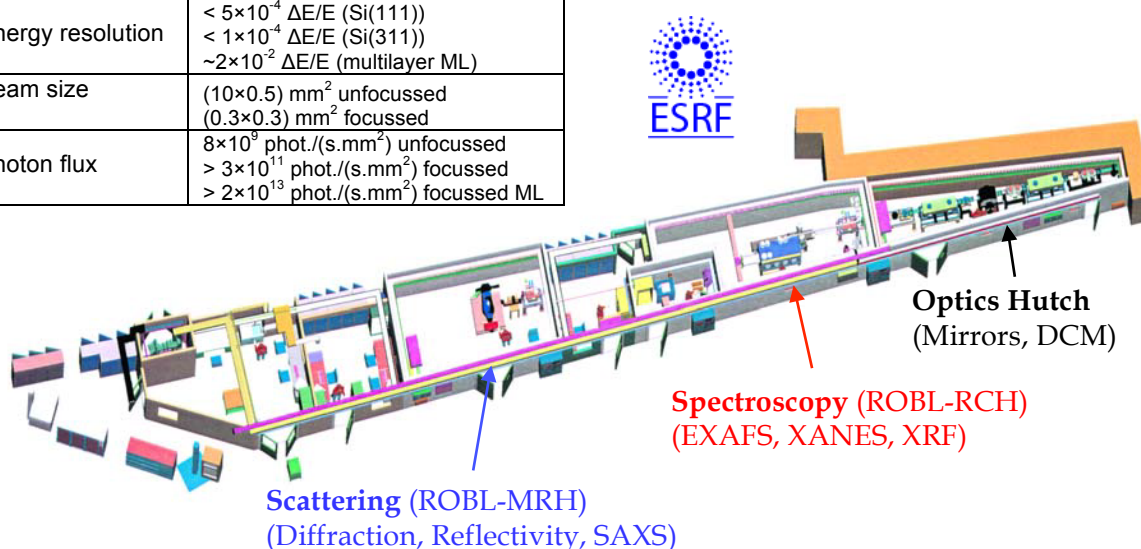 nergy resolution
< 5×10⁻⁴ ΔE/E (Si(111))
< 1×10⁻⁴ ΔE/E (Si(311))
~2×10⁻² ΔE/E (multilayer ML)
eam size
(10×0.5) mm² unfocussed
(0.3×0.3) mm² focussed
hoton flux
8×10⁹ phot./(s.mm²) unfocussed
> 3×10¹¹ phot./(s.mm²) focussed
> 2×10¹³ phot./(s.mm²) focussed ML
ESRF
Optics Hutch
(Mirrors, DCM)
Spectroscopy (ROBL-RCH)
(EXAFS, XANES, XRF)
Scattering (ROBL-MRH)
(Diffraction, Reflectivity, SAXS)